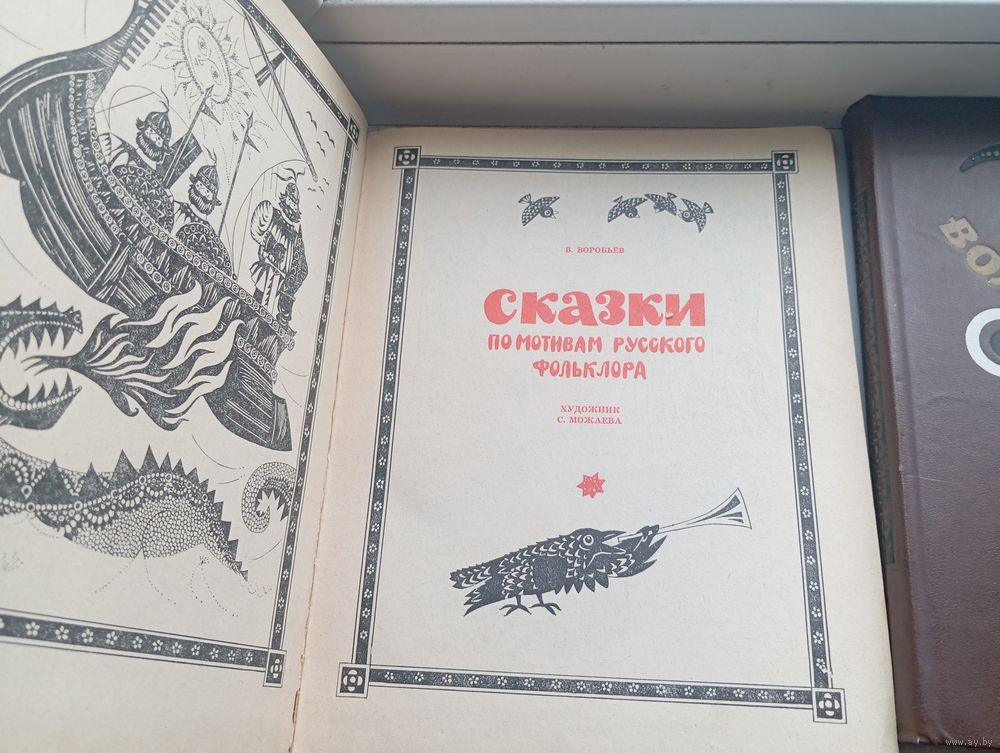 В. ВОРОБЬЕВ
Сказки
ПО МОТИВАМ РУССКОГО
ФОЛЬКЛОРА
ХУДОЖНИК
С. МОЖАЕВА
www.ay.by